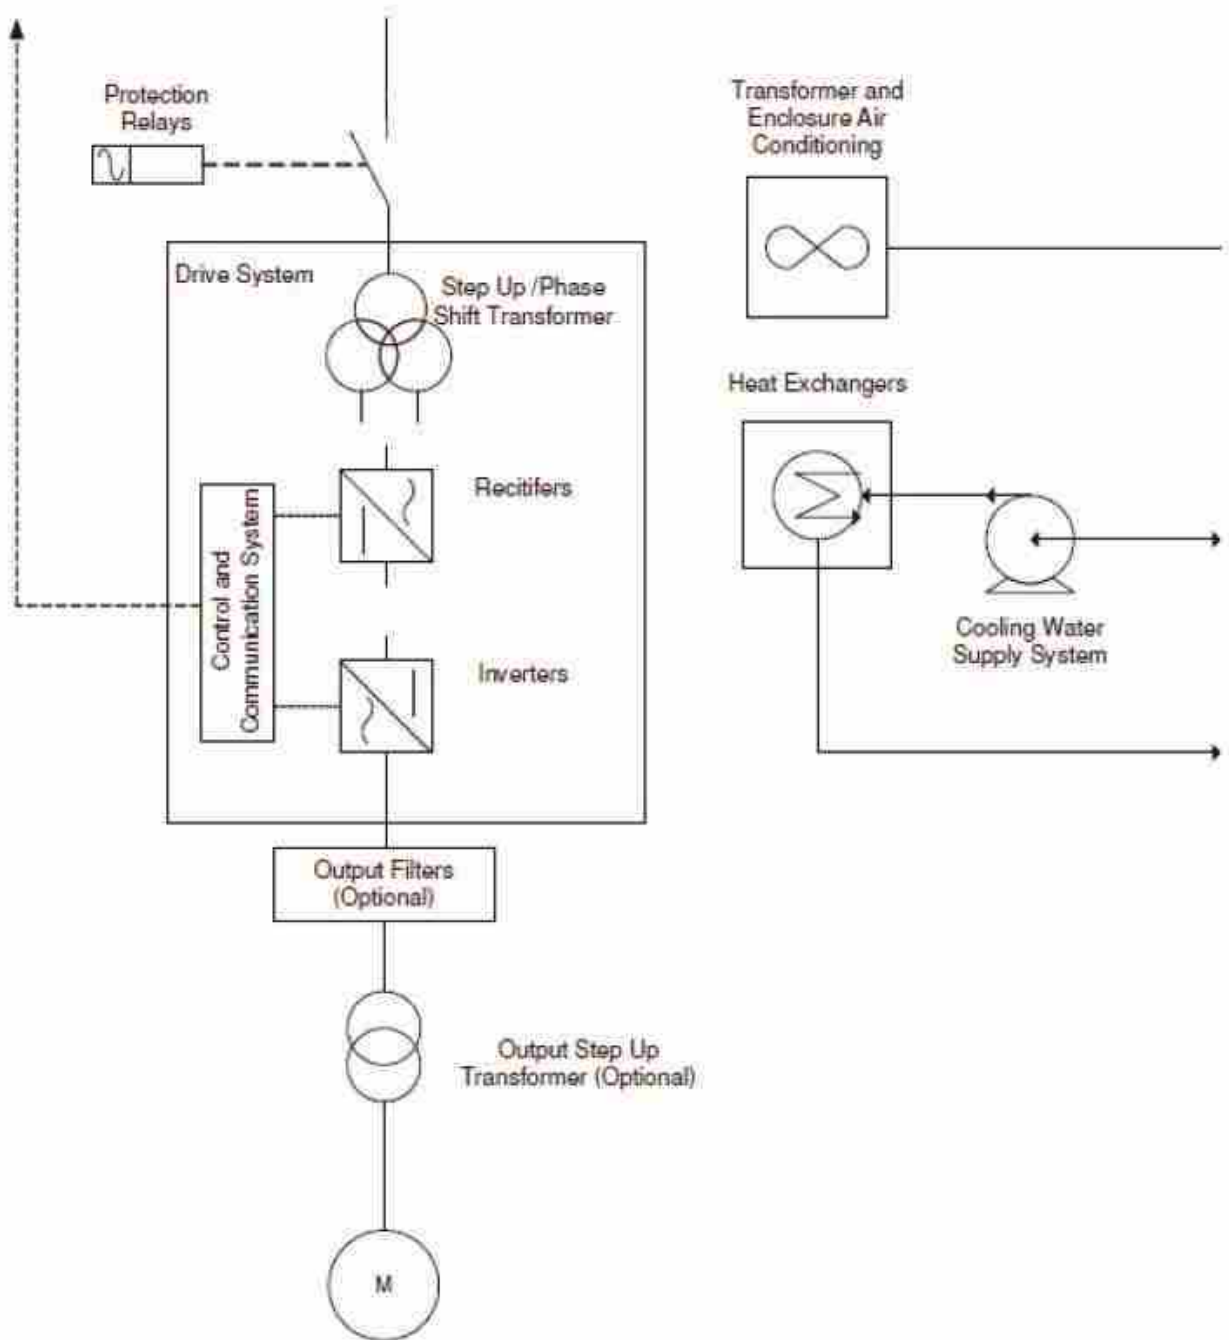 Protection
Relays
Transformer and
Enclosure Air
Conditioning
Drive System
Step Up /Phase
Shift Transformer
Heat Exchangers
Recitifers
Control and
Communication System
Cooling Water
Supply System
Inverters
Output Filters
(Optional)
Output Step Up
Transformer (Optional)
M